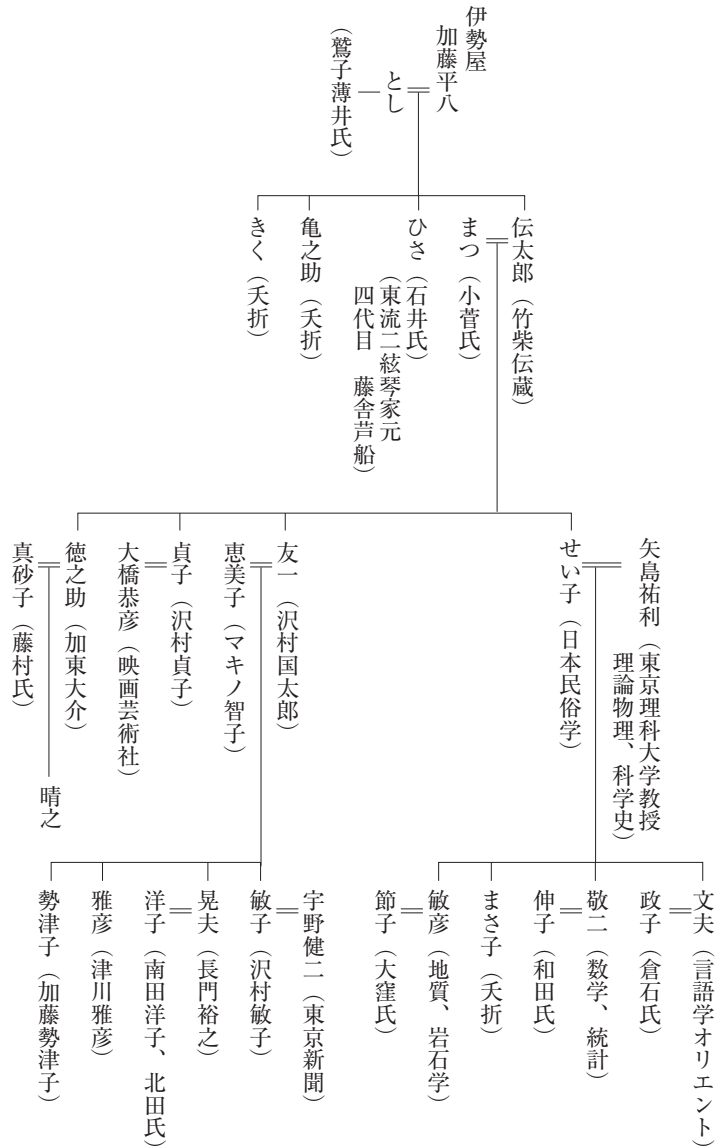 伊勢屋
加藤平八
とし
（鷲子薄井氏）
伝太郎（竹柴伝蔵）
まつ（小菅氏）
ひさ（石井氏）
（東流二絃琴家元
四代目　藤舎芦船）
亀之助（夭折）
きく（夭折）
矢島祐利（東京理科大学教授
理論物理、科学史）
せい子（日本民俗学）
友一（沢村国太郎）
恵美子（マキノ智子）
貞子（沢村貞子）
大橋恭彦（映画芸術社）
徳之助（加東大介）
真砂子（藤村氏）
文夫（言語学オリエント）
政子（倉石氏）
敬二（数学、統計）
伸子（和田氏）
まさ子（夭折）
敏彦（地質、岩石学）
節子（大窪氏）
宇野健二（東京新聞）
敏子（沢村敏子）
晃夫（長門裕之）
洋子（南田洋子、北田氏）
雅彦（津川雅彦）
勢津子（加藤勢津子）
晴之